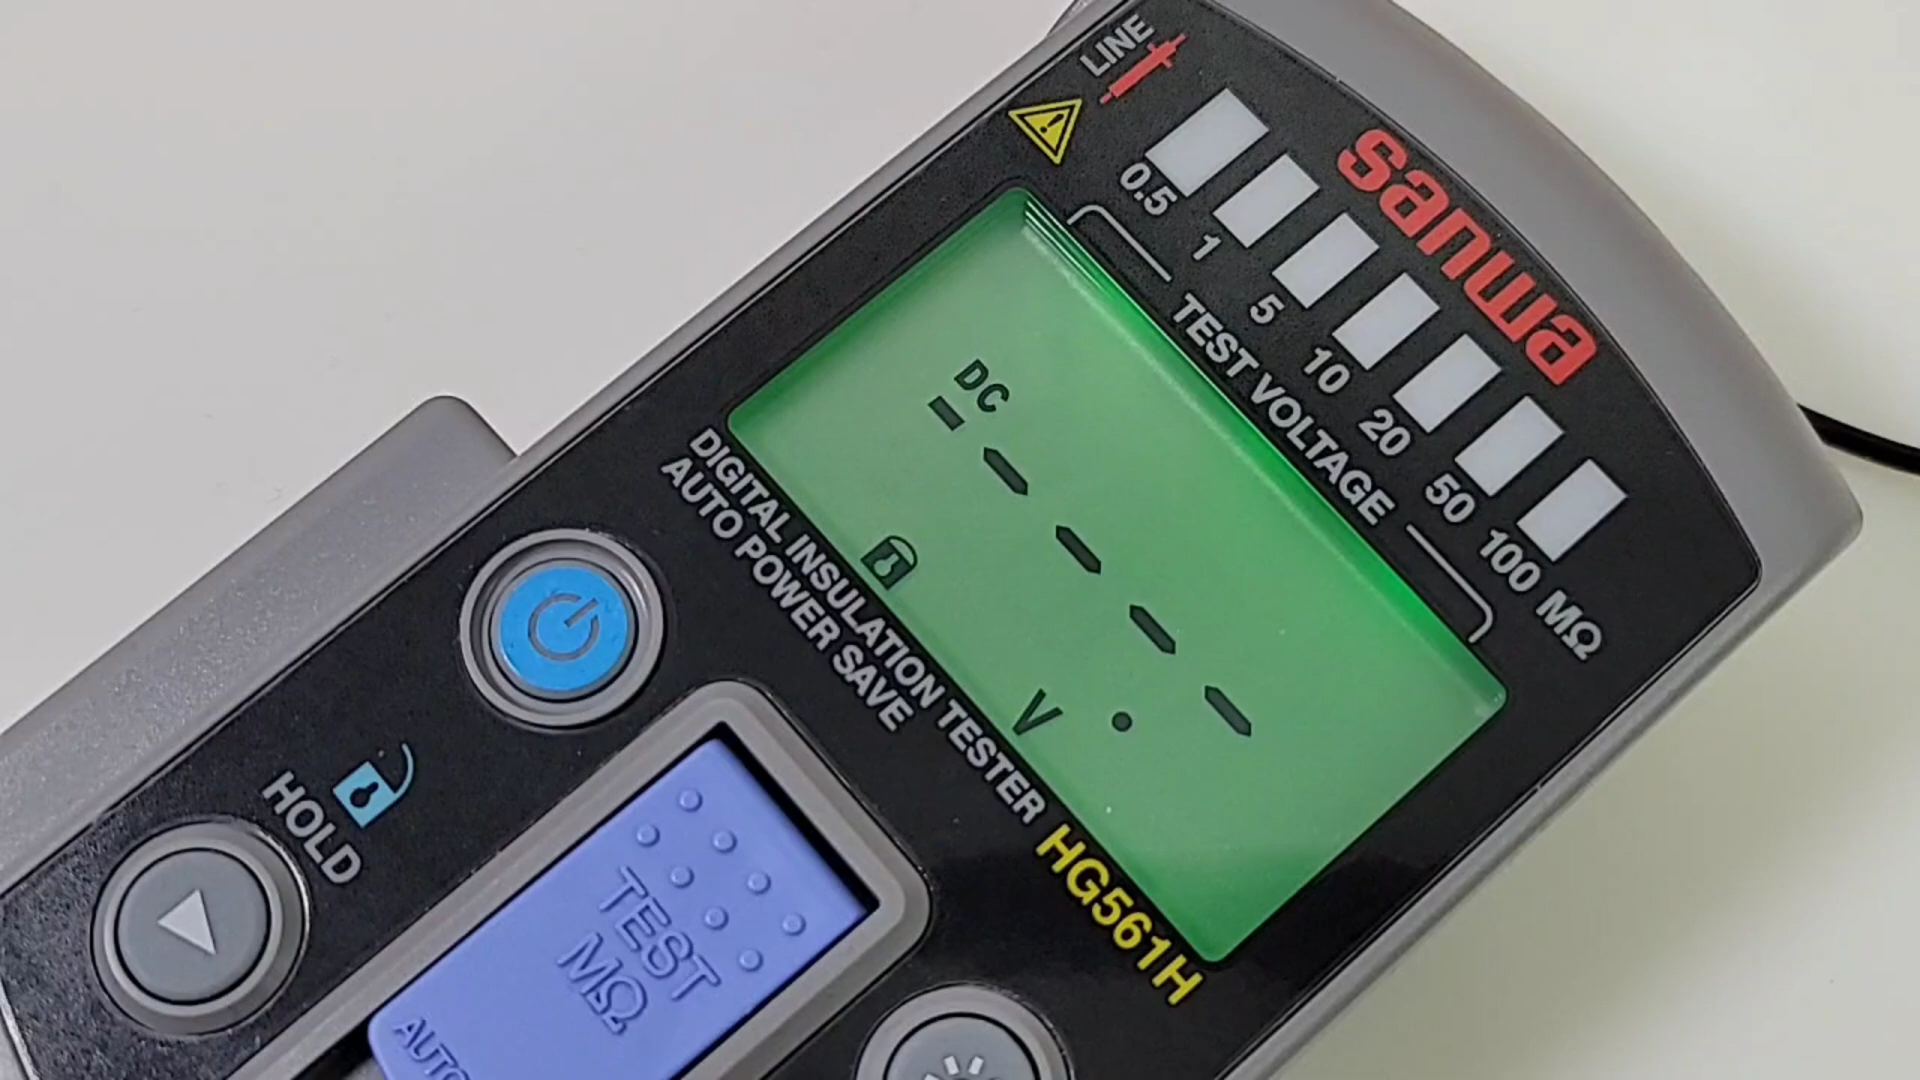 LINE
sanwa
0.5 1 5 10 20 50 100 MΩ
TEST VOLTAGE
DC
- - - - -
V .
DIGITAL INSULATION TESTER HG561H
AUTO POWER SAVE
HOLD
TEST
MΩ
AUTO